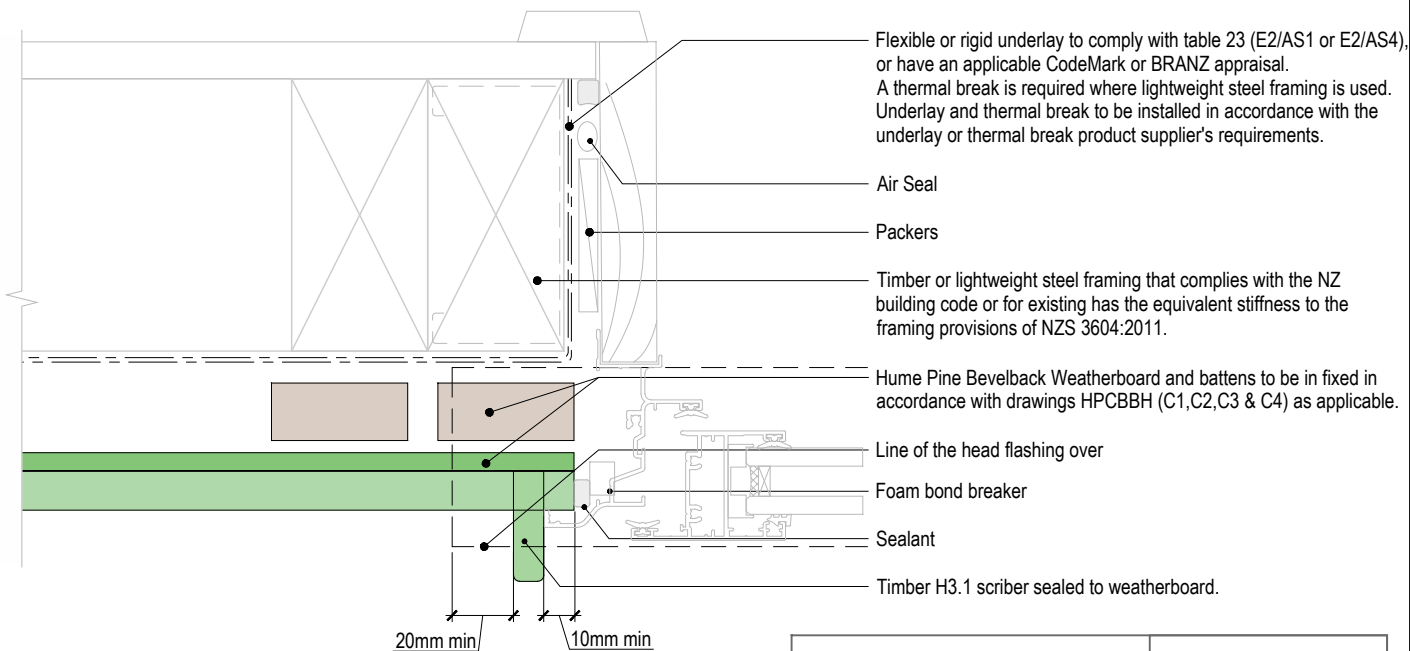 Flexible or rigid underlay to comply with table 23 (E2/AS1 or E2/AS4),
or have an applicable CodeMark or BRANZ appraisal.
A thermal break is required where lightweight steel framing is used.
Underlay and thermal break to be installed in accordance with the
underlay or thermal break product supplier's requirements.
Air Seal
Packers
Timber or lightweight steel framing that complies with the NZ
building code or for existing has the equivalent stiffness to the
framing provisions of NZS 3604:2011.
Hume Pine Bevelback Weatherboard and battens to be in fixed in
accordance with drawings HPCBBH (C1,C2,C3 & C4) as applicable.
Line of the head flashing over
Foam bond breaker
Sealant
Timber H3.1 scriber sealed to weatherboard.
20mm min
10mm min